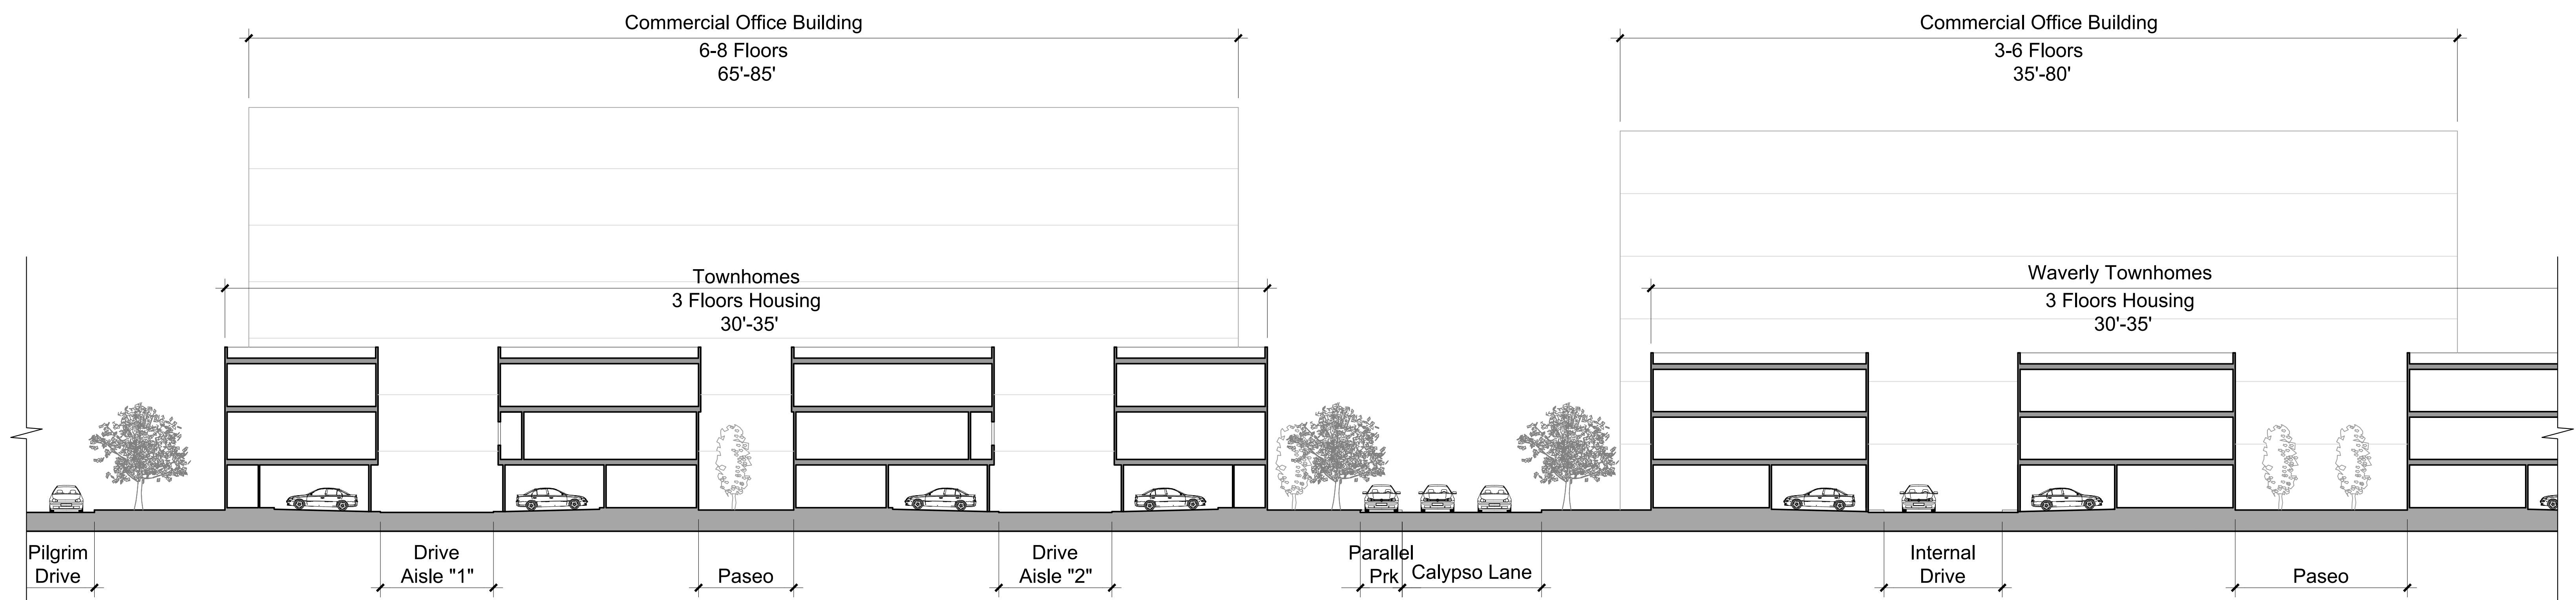 Commercial Office Building
6-8 Floors
65'-85'
Commercial Office Building
3-6 Floors
35'-80'
Townhomes
3 Floors Housing
30'-35'
Waverly Townhomes
3 Floors Housing
30'-35'
Pilgrim
Drive
Drive
Aisle "1"
Paseo
Drive
Aisle "2"
Parallel
Prk
Calypso Lane
Internal
Drive
Paseo